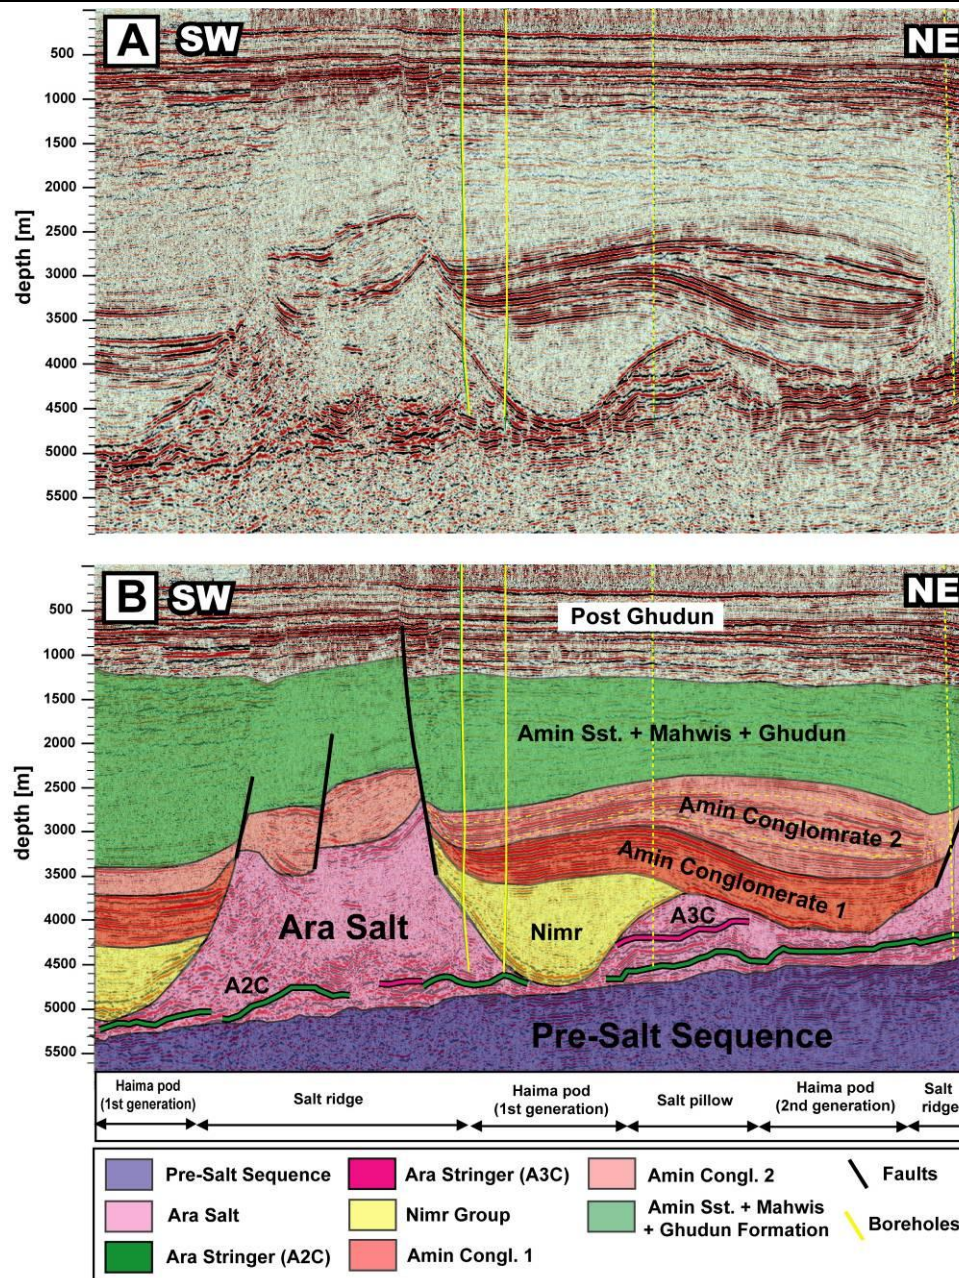 A SW
NE
500
1000
1500
2000
2500
3000
3500
4000
4500
5000
5500
depth [m]
B SW
NE
Post Ghudun
500
1000
1500
2000
2500
3000
3500
4000
4500
5000
5500
depth [m]
Amin Sst. + Mahwis + Ghudun
Amin Conglomrate 2
Amin Conglomerate 1
Ara Salt
Nimr
A3C
A2C
Pre-Salt Sequence
Haima pod
(1st generation)
Salt ridge
Haima pod
(1st generation)
Salt pillow
Haima pod
(2nd generation)
Salt
ridge
Pre-Salt Sequence
Ara Salt
Ara Stringer (A2C)
Ara Stringer (A3C)
Nimr Group
Amin Congl. 1
Amin Congl. 2
Amin Sst. + Mahwis
+ Ghudun Formation
Faults
Boreholes